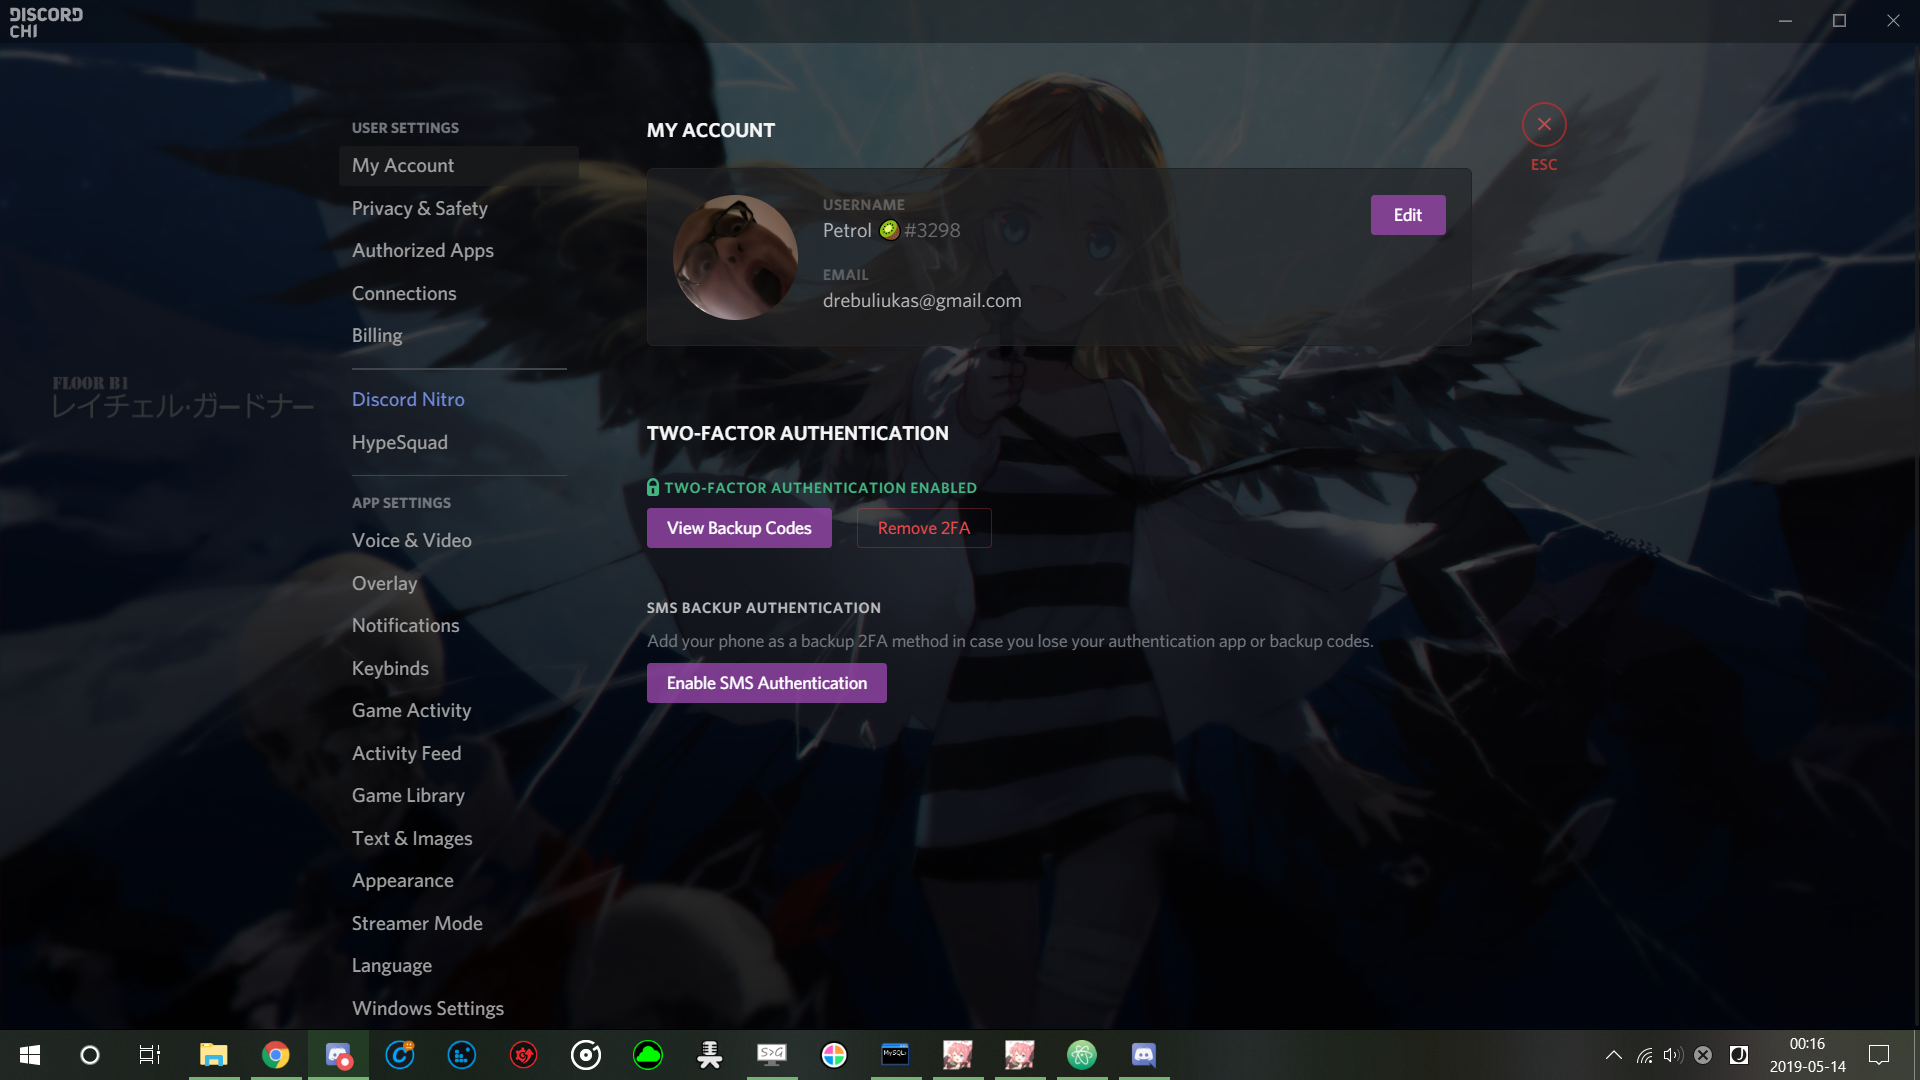 DISCORD
CHI
USER SETTINGS
My Account
Privacy & Safety
Authorized Apps
Connections
Billing
FLOOR B1
レイチェル・ガードナー
Discord Nitro
HypeSquad
APP SETTINGS
Voice & Video
Overlay
Notifications
Keybinds
Game Activity
Activity Feed
Game Library
Text & Images
Appearance
Streamer Mode
Language
Windows Settings
MY ACCOUNT
USERNAME
Petrol 🥝 #3298
EMAIL
drebuliukas@gmail.com
Edit
ESC
TWO-FACTOR AUTHENTICATION
TWO-FACTOR AUTHENTICATION ENABLED
View Backup Codes
Remove 2FA
SMS BACKUP AUTHENTICATION
Add your phone as a backup 2FA method in case you lose your authentication app or backup codes.
Enable SMS Authentication
S>G
MySQL>
00:16
2019-05-14